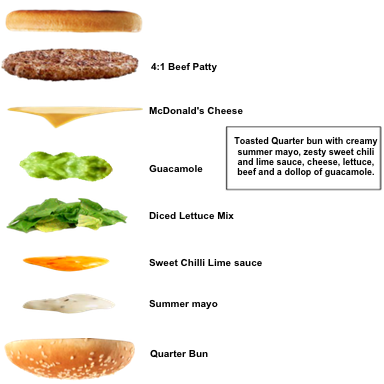 4:1 Beef Patty
McDonald's Cheese
Toasted Quarter bun with creamy
summer mayo, zesty sweet chili
and lime sauce, cheese, lettuce,
beef and a dollop of guacamole.
Guacamole
Diced Lettuce Mix
Sweet Chilli Lime sauce
Summer mayo
Quarter Bun